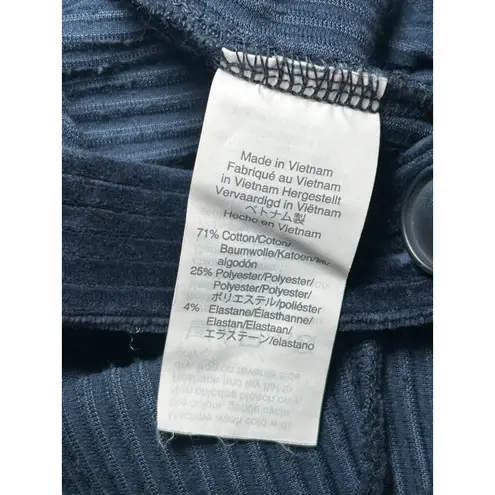 Made in Vietnam
Fabriqué au Vietnam
in Vietnam Hergestellt
Vervaardigd in Viëtnam
ベトナム製
Hecho en Vietnam
71% Cotton/Coton/
Baumwolle/Katoen/綿/
algodón
25% Polyester/Polyester/
Polyester/Polyester/
ポリエステル/poliéster
4% Elastane/Élasthanne/
Elastan/Elastaan/
エラステーン/elastano